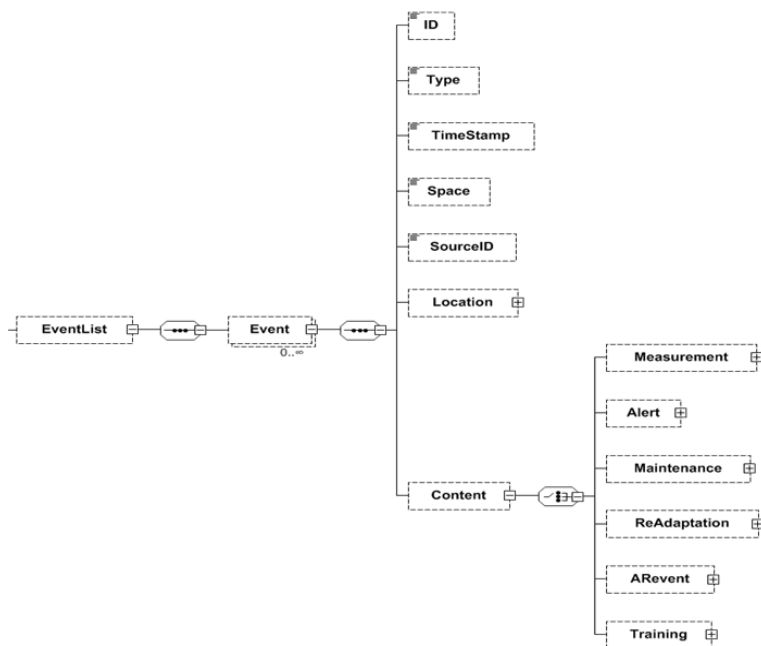 ID
Type
TimeStamp
Space
SourceID
Location
EventList
Event
0..∞
Measurement
Alert
Maintenance
Content
ReAdaptation
ARevent
Training